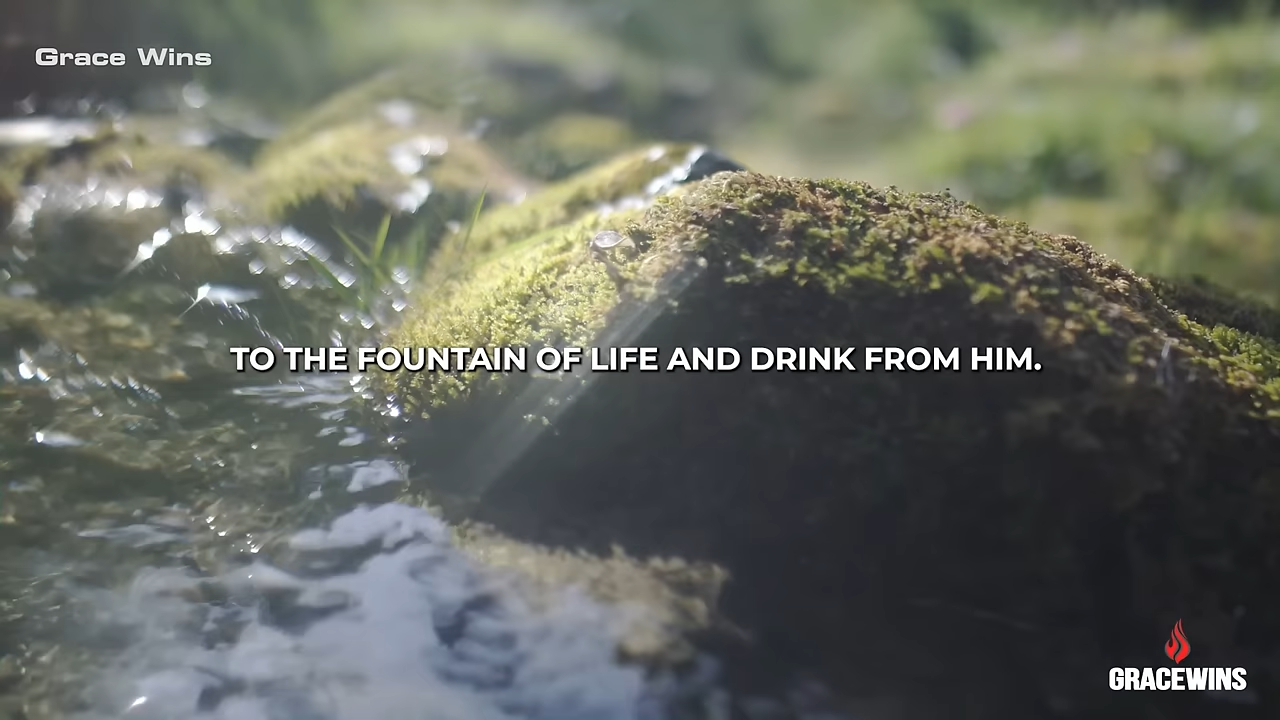 Grace Wins
TO THE FOUNTAIN OF LIFE AND DRINK FROM HIM.
GRACEWINS